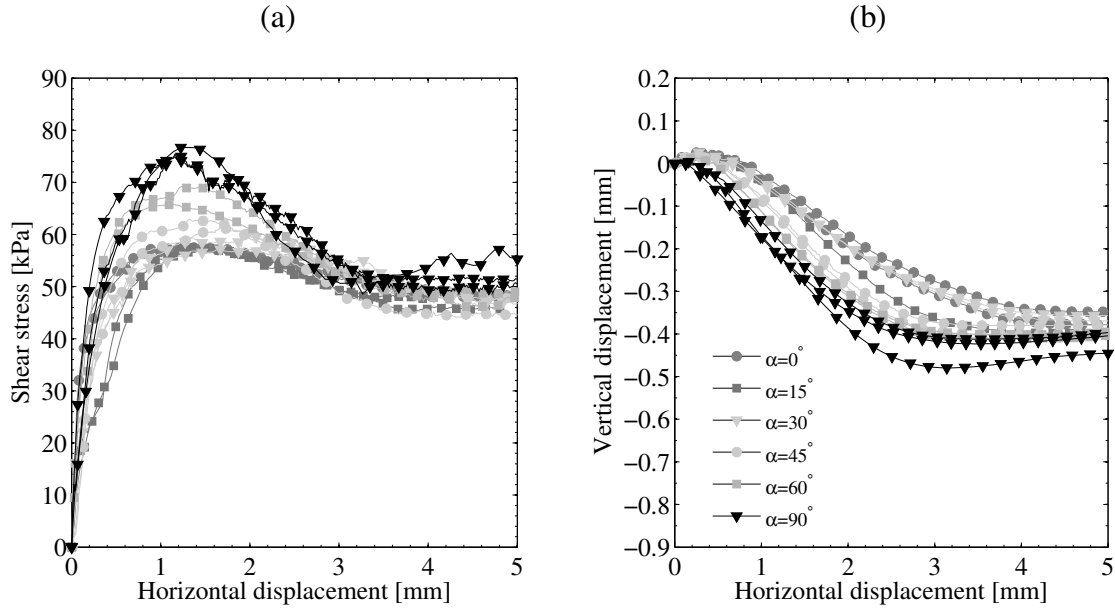 (a)
(b)
90
80
70
60
50
40
30
20
10
0
Shear stress [kPa]
0
1
2
3
4
5
Horizontal displacement [mm]
0.2
0.1
0
−0.1
−0.2
−0.3
−0.4
−0.5
−0.6
−0.7
−0.8
−0.9
Vertical displacement [mm]
α=0°
α=15°
α=30°
α=45°
α=60°
α=90°
0
1
2
3
4
5
Horizontal displacement [mm]